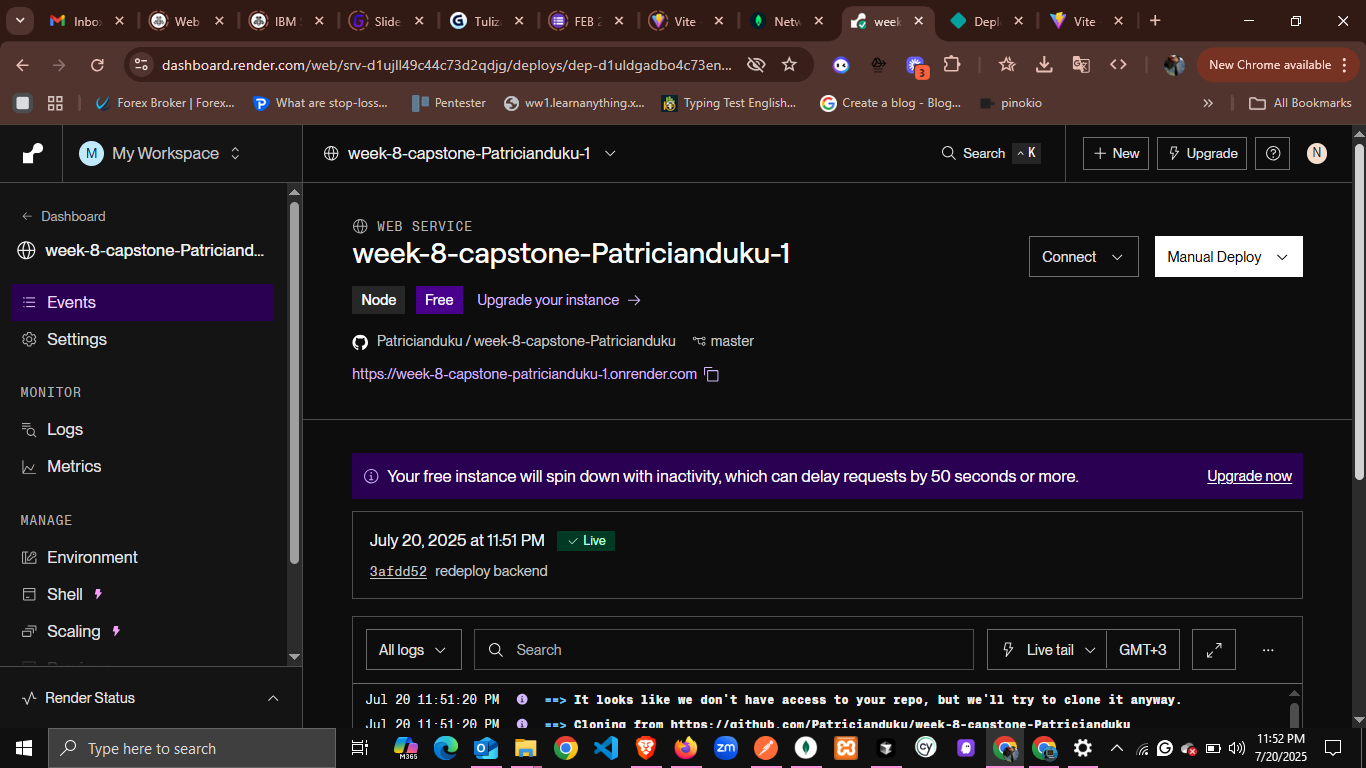 Inbo
Web
IBM
Slide
Tuliz
FEB 2
Vite
Netw
week
Depl
Vite
dashboard.render.com/web/srv-d1ujll49c44c73d2qdjg/deploys/dep-d1uldgadbo4c73en...
3
New Chrome available
Forex Broker | Forex...
What are stop-loss...
Pentester
ww1.learnanything.x...
Typing Test English...
Create a blog - Blog...
pinokio
»
All Bookmarks
M My Workspace
week-8-capstone-Patricianduku-1
Search ^ K
+ New
Upgrade
N
← Dashboard
week-8-capstone-Patriciand...
Events
Settings
MONITOR
Logs
Metrics
MANAGE
Environment
Shell
Scaling
Render Status
WEB SERVICE
week-8-capstone-Patricianduku-1
Connect
Manual Deploy
Node Free Upgrade your instance →
Patricianduku / week-8-capstone-Patricianduku master
https://week-8-capstone-patricianduku-1.onrender.com
Your free instance will spin down with inactivity, which can delay requests by 50 seconds or more. Upgrade now
July 20, 2025 at 11:51 PM Live
3afdd52 redeploy backend
All logs
Search
Live tail
GMT+3
...
Jul 20 11:51:20 PM ==> It looks like we don't have access to your repo, but we'll try to clone it anyway.
Jul 20 11:51:20 PM ==> Cloning from https://github.com/Patricianduku/week-8-capstone-Patricianduku
Type here to search
M365
zm
cy
11:52 PM
7/20/2025